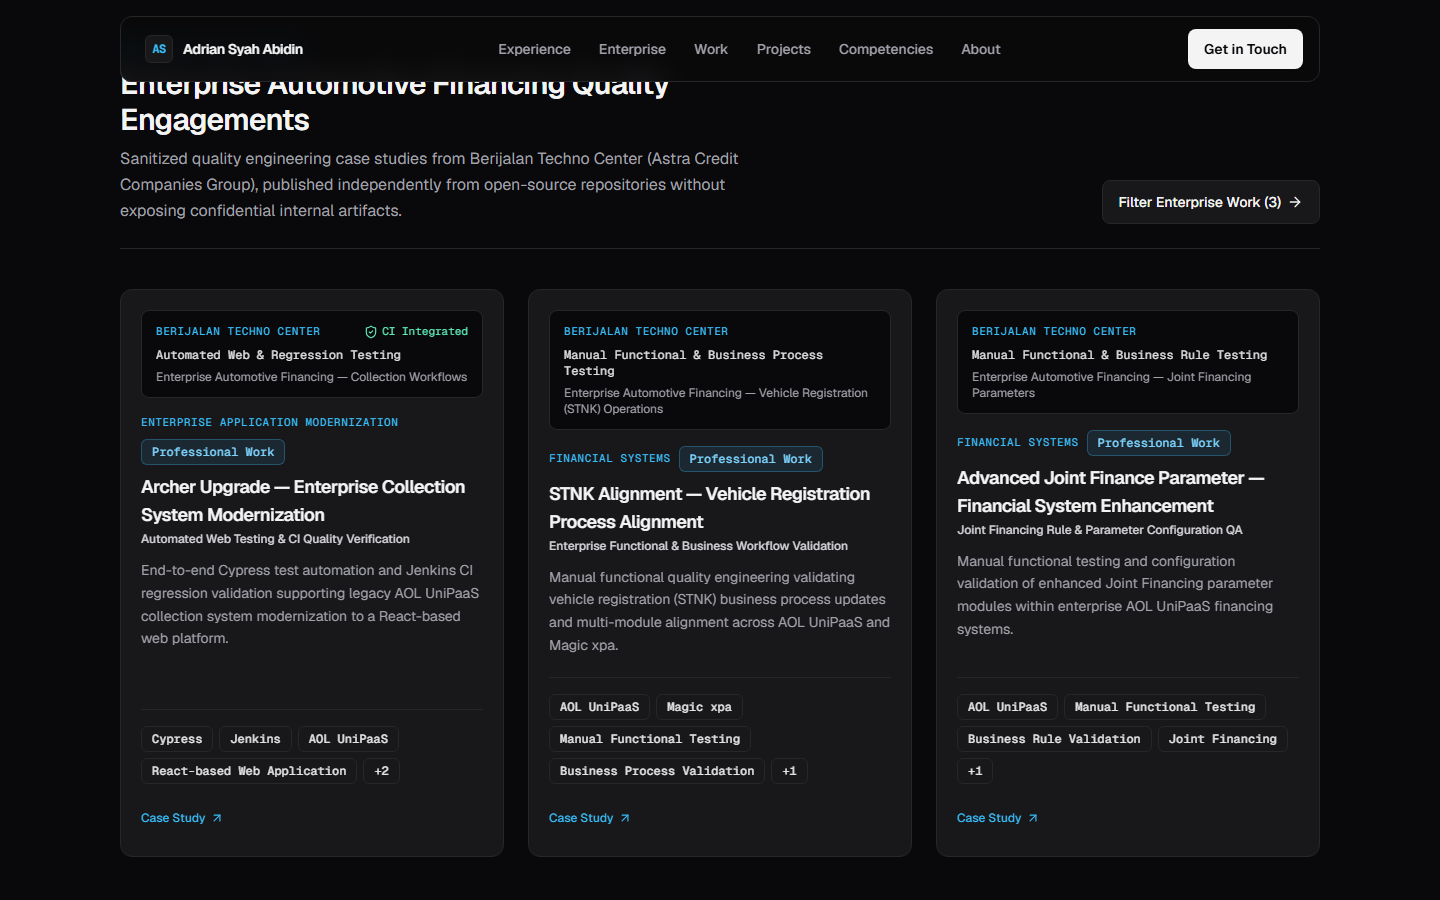 AS Adrian Syah Abidin
Experience Enterprise Work Projects Competencies About
Get in Touch
Enterprise Automotive Financing Quality
Engagements
Sanitized quality engineering case studies from Berijalan Techno Center (Astra Credit
Companies Group), published independently from open-source repositories without
exposing confidential internal artifacts.
Filter Enterprise Work (3)
BERIJALAN TECHNO CENTER CI Integrated
Automated Web & Regression Testing
Enterprise Automotive Financing — Collection Workflows
ENTERPRISE APPLICATION MODERNIZATION
Professional Work
Archer Upgrade — Enterprise Collection
System Modernization
Automated Web Testing & CI Quality Verification
End-to-end Cypress test automation and Jenkins CI
regression validation supporting legacy AOL UniPaaS
collection system modernization to a React-based
web platform.
Cypress Jenkins AOL UniPaaS
React-based Web Application +2
Case Study
BERIJALAN TECHNO CENTER
Manual Functional & Business Process
Testing
Enterprise Automotive Financing — Vehicle Registration
(STNK) Operations
FINANCIAL SYSTEMS Professional Work
STNK Alignment — Vehicle Registration
Process Alignment
Enterprise Functional & Business Workflow Validation
Manual functional quality engineering validating
vehicle registration (STNK) business process updates
and multi-module alignment across AOL UniPaaS and
Magic xpa.
AOL UniPaaS Magic xpa
Manual Functional Testing
Business Process Validation +1
Case Study
BERIJALAN TECHNO CENTER
Manual Functional & Business Rule Testing
Enterprise Automotive Financing — Joint Financing
Parameters
FINANCIAL SYSTEMS Professional Work
Advanced Joint Finance Parameter —
Financial System Enhancement
Joint Financing Rule & Parameter Configuration QA
Manual functional testing and configuration
validation of enhanced Joint Financing parameter
modules within enterprise AOL UniPaaS financing
systems.
AOL UniPaaS Manual Functional Testing
Business Rule Validation Joint Financing
+1
Case Study